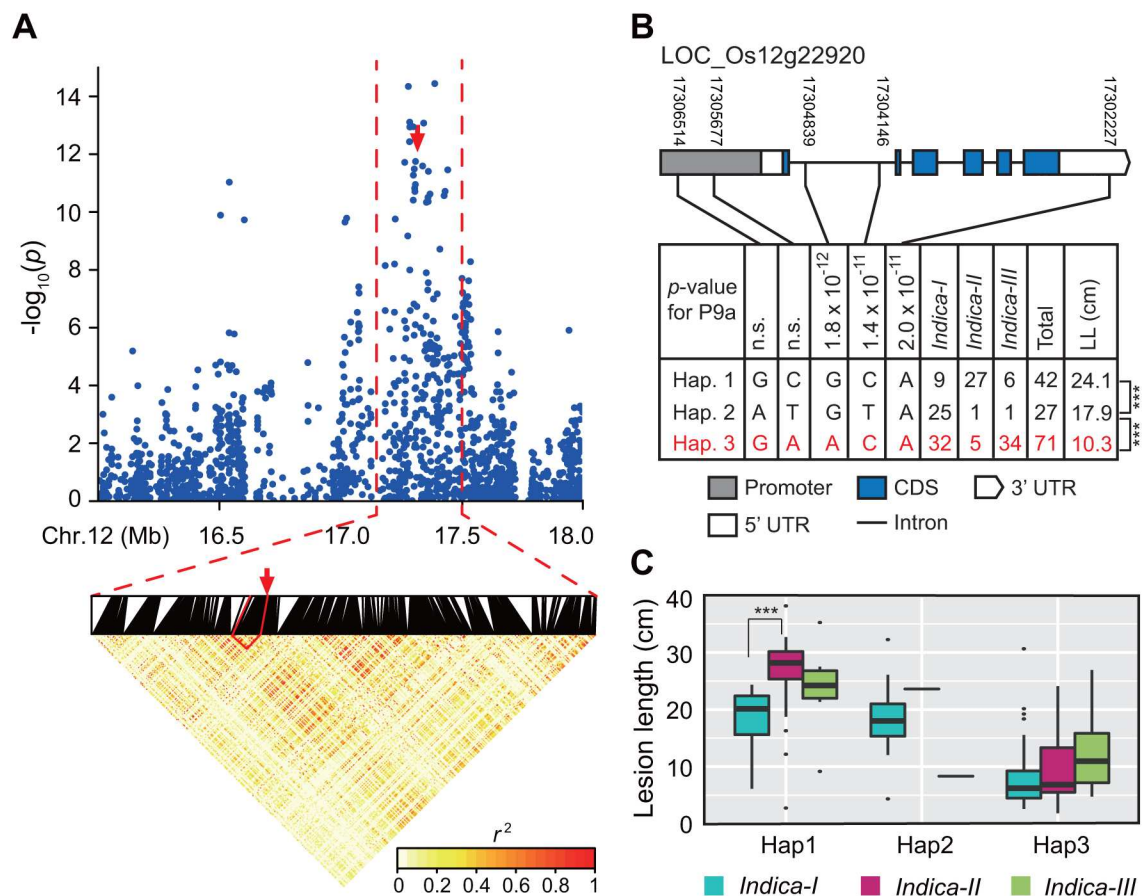 A
14
12
10
8
6
4
2
0
-log10(p)
Chr.12 (Mb)
16.5
17.0
17.5
18.0
r²
0 0.2 0.4 0.6 0.8 1
B
LOC_Os12g22920
17306514
17305677
17304839
17304146
17302227
p-value
for P9a
n.s.
n.s.
1.8 x 10⁻¹²
1.4 x 10⁻¹¹
2.0 x 10⁻¹¹
Indica-I
Indica-II
Indica-III
Total
LL (cm)
Hap. 1 G C G C A 9 27 6 42 24.1
Hap. 2 A T G T A 25 1 1 27 17.9
Hap. 3 G A A C A 32 5 34 71 10.3
***
***
Promoter
CDS
3' UTR
5' UTR
Intron
C
Lesion length (cm)
40
30
20
10
0
***
Hap1
Hap2
Hap3
Indica-I
Indica-II
Indica-III